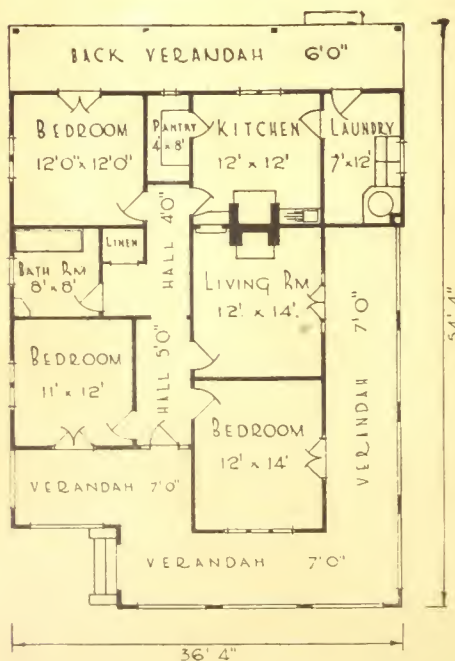 BACK VERANDAH 6'0"
BEDROOM
12'0" x 12'0"
PANTRY
4' x 8'
KITCHEN
12' x 12'
LAUNDRY
7' x 12'
HALL 4'0"
LINEN
BATH RM
8' x 8'
LIVING RM
12' x 14'
HALL 5'0"
BEDROOM
11' x 12'
BEDROOM
12' x 14'
VERANDAH 7'0"
VERANDAH 7'0"
VERANDAH 7'0"
54' 4"
36' 4"